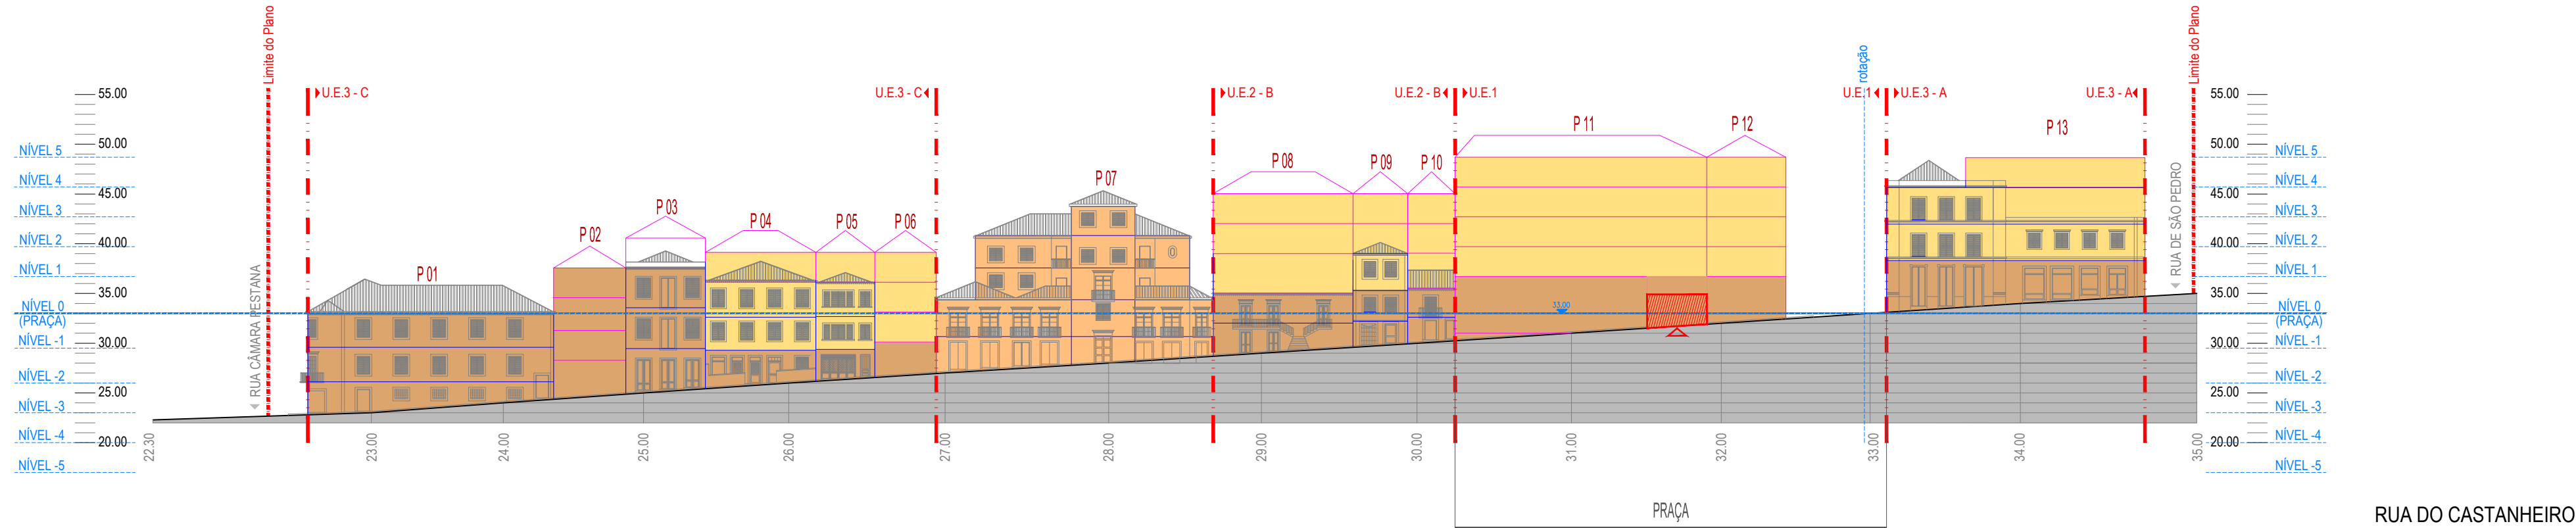 Limite do Plano
Limite do Plano
rotação
U.E.3 - C
U.E.3 - C
U.E.2 - B
U.E.2 - B
U.E.1
U.E.1
U.E.3 - A
U.E.3 - A
55.00
50.00
45.00
40.00
35.00
30.00
25.00
20.00
NÍVEL 5
NÍVEL 4
NÍVEL 3
NÍVEL 2
NÍVEL 1
NÍVEL 0
(PRAÇA)
NÍVEL -1
NÍVEL -2
NÍVEL -3
NÍVEL -4
NÍVEL -5
RUA CÂMARA PESTANA
P 01
P 02
P 03
P 04
P 05
P 06
P 07
P 08
P 09
P 10
P 11
P 12
P 13
33.00
RUA DE SÃO PEDRO
55.00
50.00
45.00
40.00
35.00
30.00
25.00
20.00
NÍVEL 5
NÍVEL 4
NÍVEL 3
NÍVEL 2
NÍVEL 1
NÍVEL 0
(PRAÇA)
NÍVEL -1
NÍVEL -2
NÍVEL -3
NÍVEL -4
NÍVEL -5
22.30
23.00
24.00
25.00
26.00
27.00
28.00
29.00
30.00
31.00
32.00
33.00
34.00
35.00
PRAÇA
RUA DO CASTANHEIRO